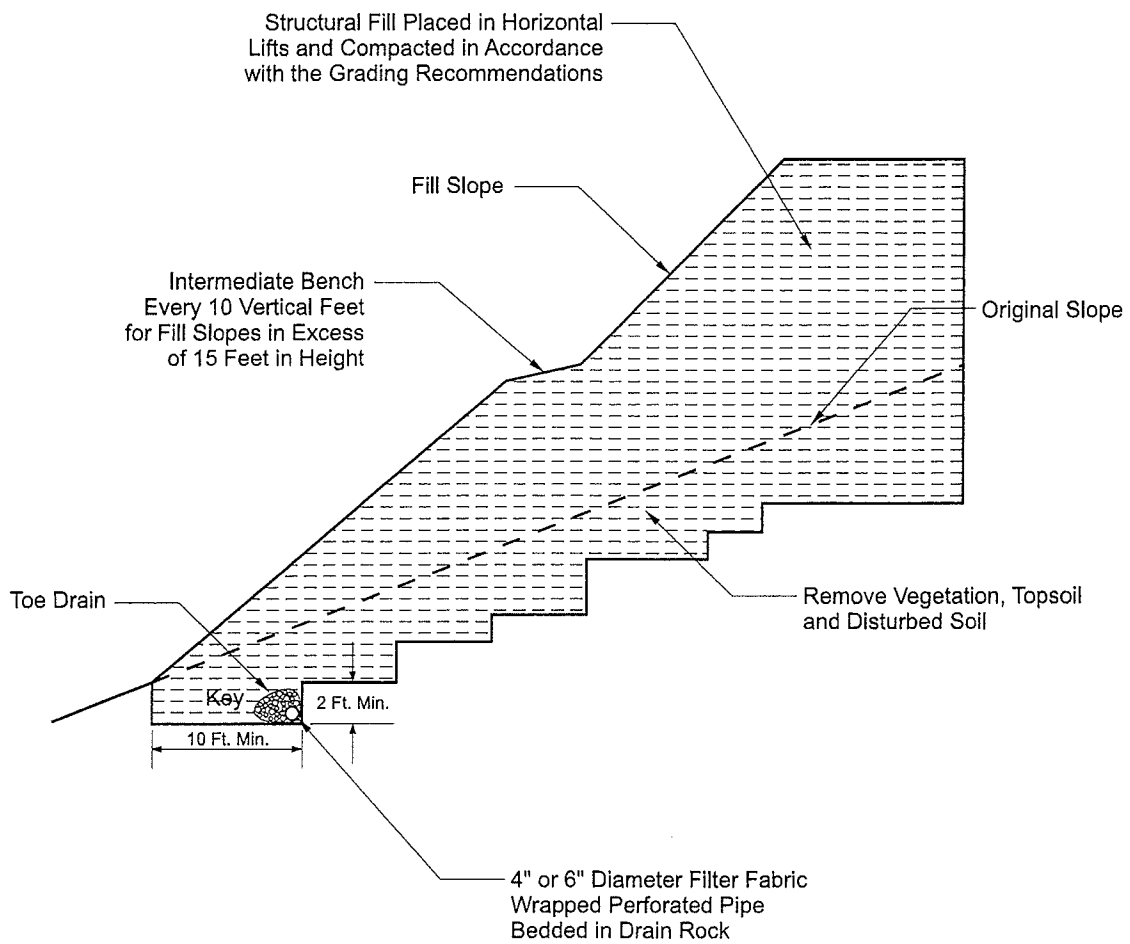 Structural Fill Placed in Horizontal
Lifts and Compacted in Accordance
with the Grading Recommendations
Fill Slope
Intermediate Bench
Every 10 Vertical Feet
for Fill Slopes in Excess
of 15 Feet in Height
Original Slope
Toe Drain
Remove Vegetation, Topsoil
and Disturbed Soil
Key
2 Ft. Min.
10 Ft. Min.
4" or 6" Diameter Filter Fabric
Wrapped Perforated Pipe
Bedded in Drain Rock